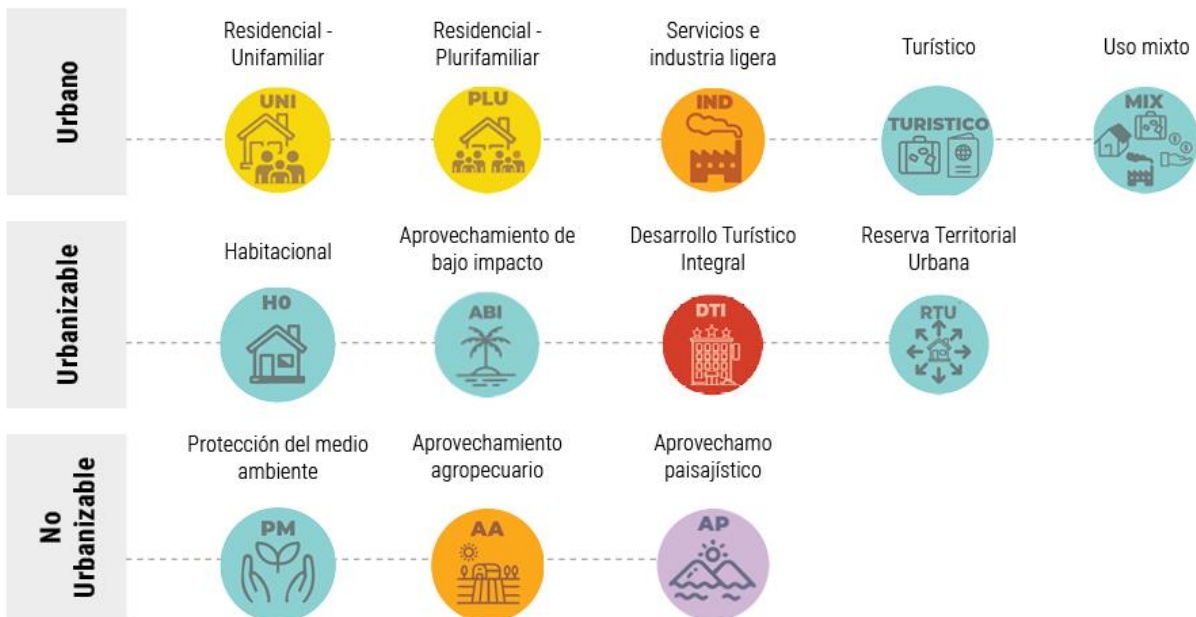 Urbano
Residencial -
Unifamiliar
UNI
Residencial -
Plurifamiliar
PLU
Servicios e
industria ligera
IND
Turístico
TURISTICO
Uso mixto
MIX
Urbanizable
Habitacional
H0
Aprovechamiento de
bajo impacto
ABI
Desarrollo Turístico
Integral
DTI
Reserva Territorial
Urbana
RTU
No
Urbanizable
Protección del medio
ambiente
PM
Aprovechamiento
agropecuario
AA
Aprovechamo
paisajístico
AP